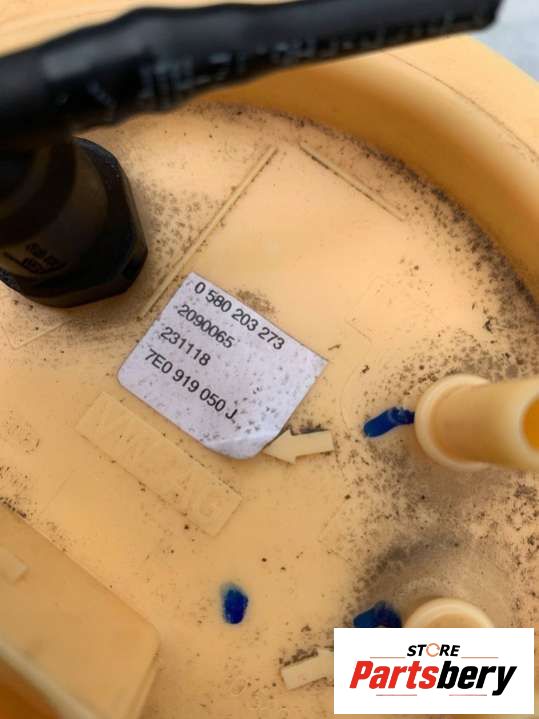 0 580 203 273
2090065
231118
7E0 919 050 J
VW AG
STORE
Partsbery